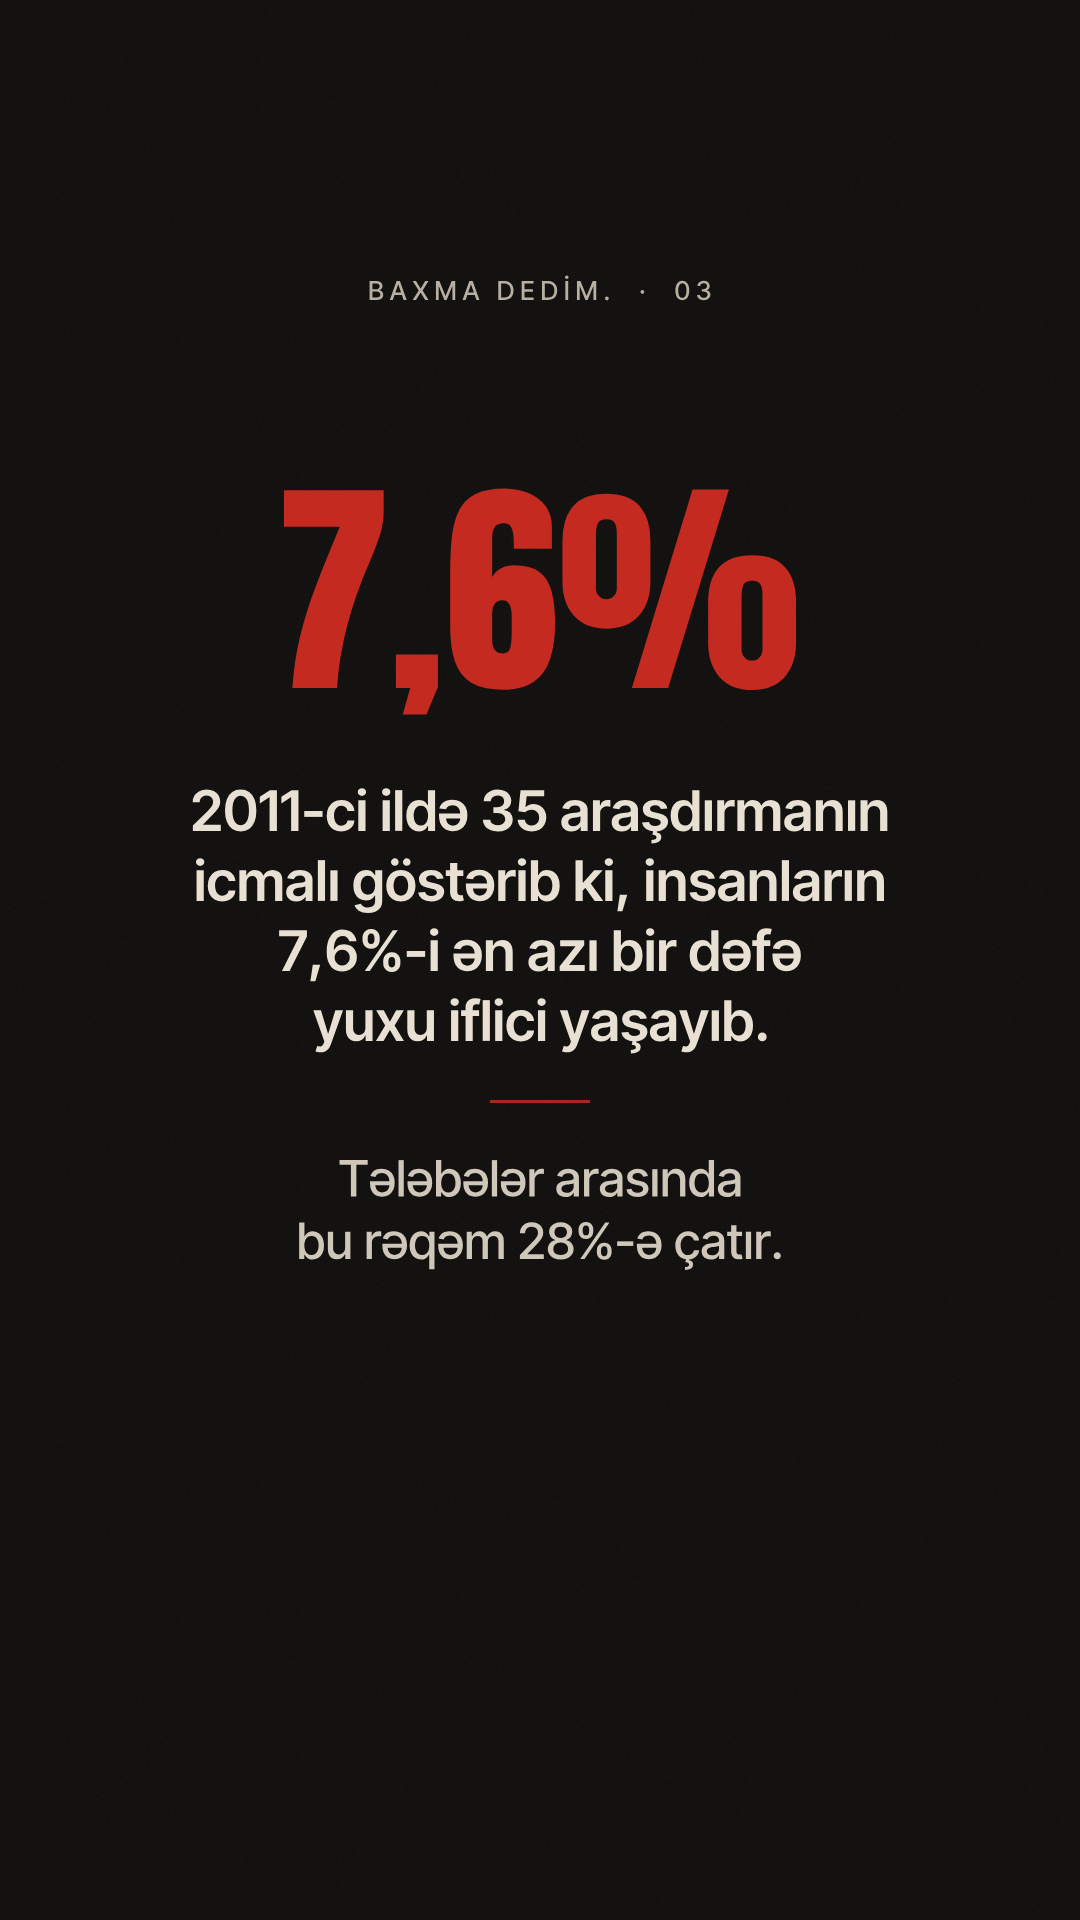 BAXMA DEDİM. · 03
7,6%
2011-ci ildə 35 araşdırmanın
icmalı göstərib ki, insanların
7,6%-i ən azı bir dəfə
yuxu iflici yaşayıb.
Tələbələr arasında
bu rəqəm 28%-ə çatır.